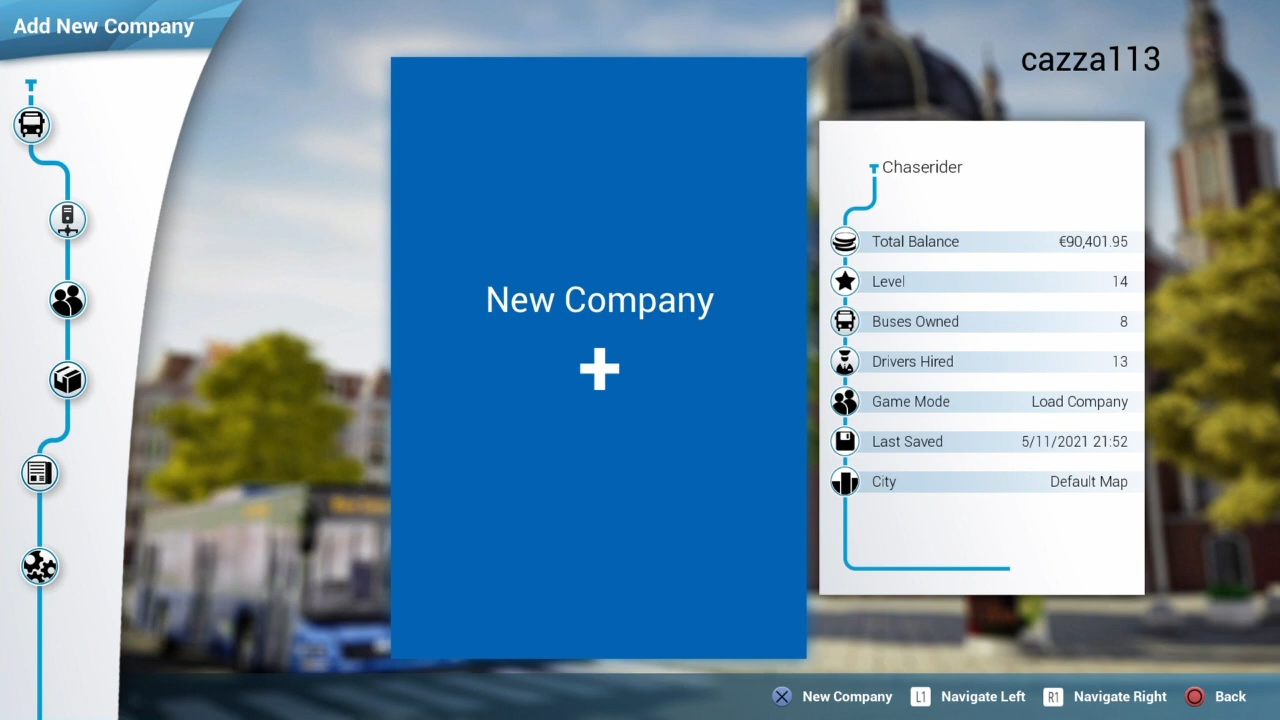 Add New Company
cazza113
New Company
Chaserider
Total Balance €90,401.95
Level 14
Buses Owned 8
Drivers Hired 13
Game Mode Load Company
Last Saved 5/11/2021 21:52
City Default Map
New Company L1 Navigate Left R1 Navigate Right Back